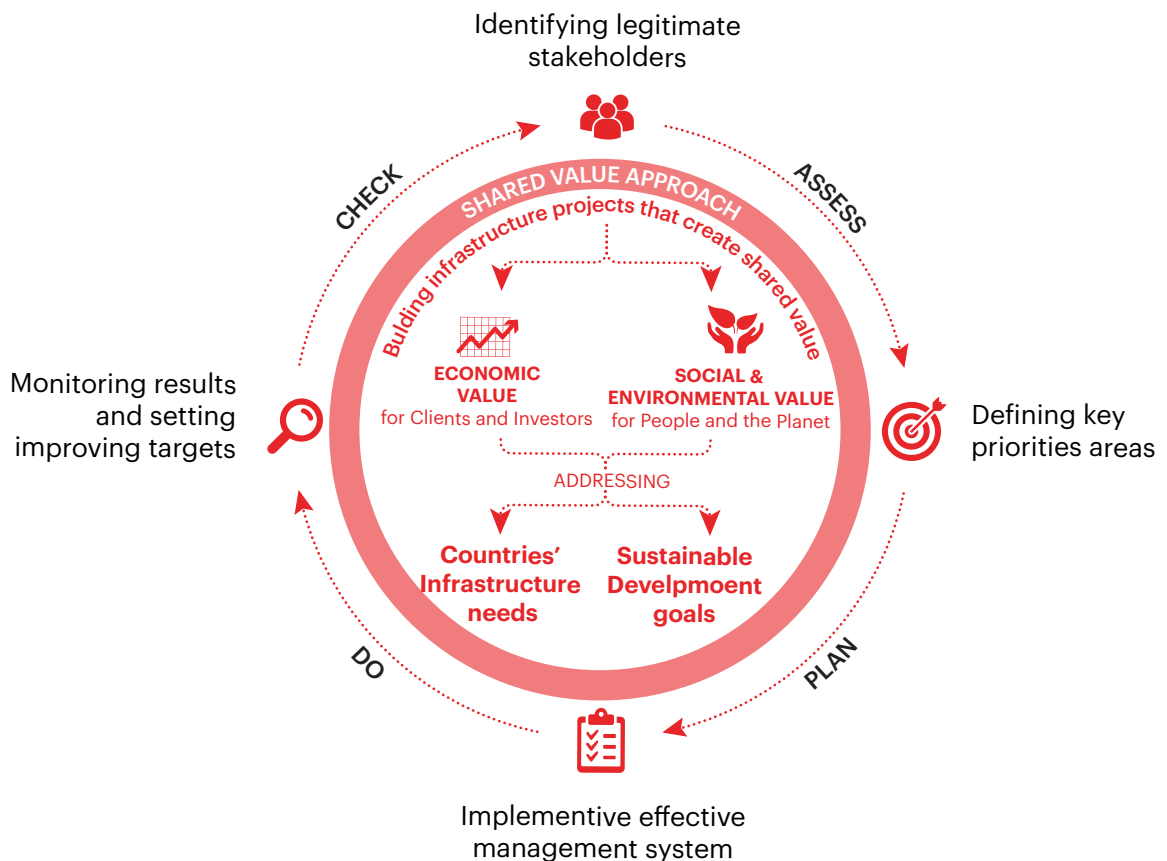 Identifying legitimate
stakeholders
CHECK
ASSESS
SHARED VALUE APPROACH
Bulding infrastructure projects that create shared value
ECONOMIC
VALUE
for Clients and Investors
SOCIAL &
ENVIRONMENTAL VALUE
for People and the Planet
Monitoring results
and setting
improving targets
Defining key
priorities areas
ADDRESSING
Countries'
Infrastructure
needs
Sustainable
Develpmoent
goals
DO
PLAN
Implementive effective
management system